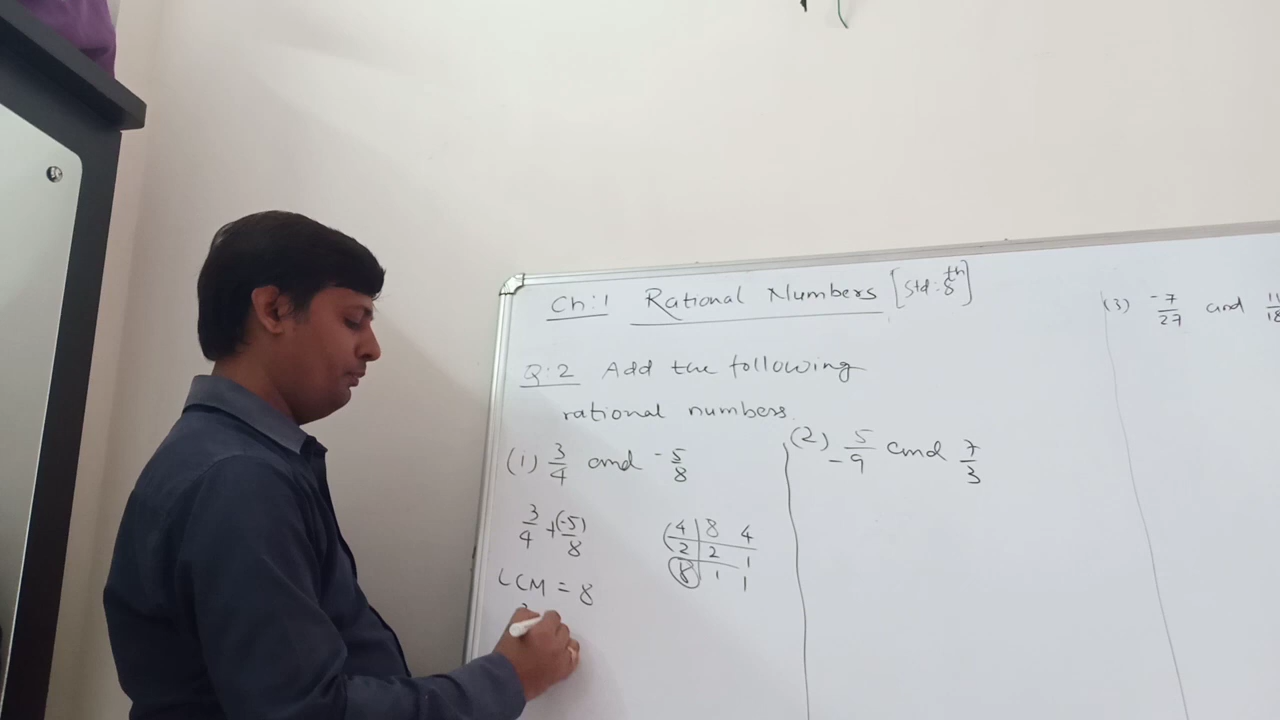 Ch:1 Rational Numbers [Std:8th]
Q:2 Add the following
rational numbers.
(1) 3/4 and -5/8
3/4 + (-5)/8
LCM = 8
4 | 8 4
2 | 2 1
8 | 1 1
(2) 5/-9 and 7/3
(3) -7/27 and 11/18